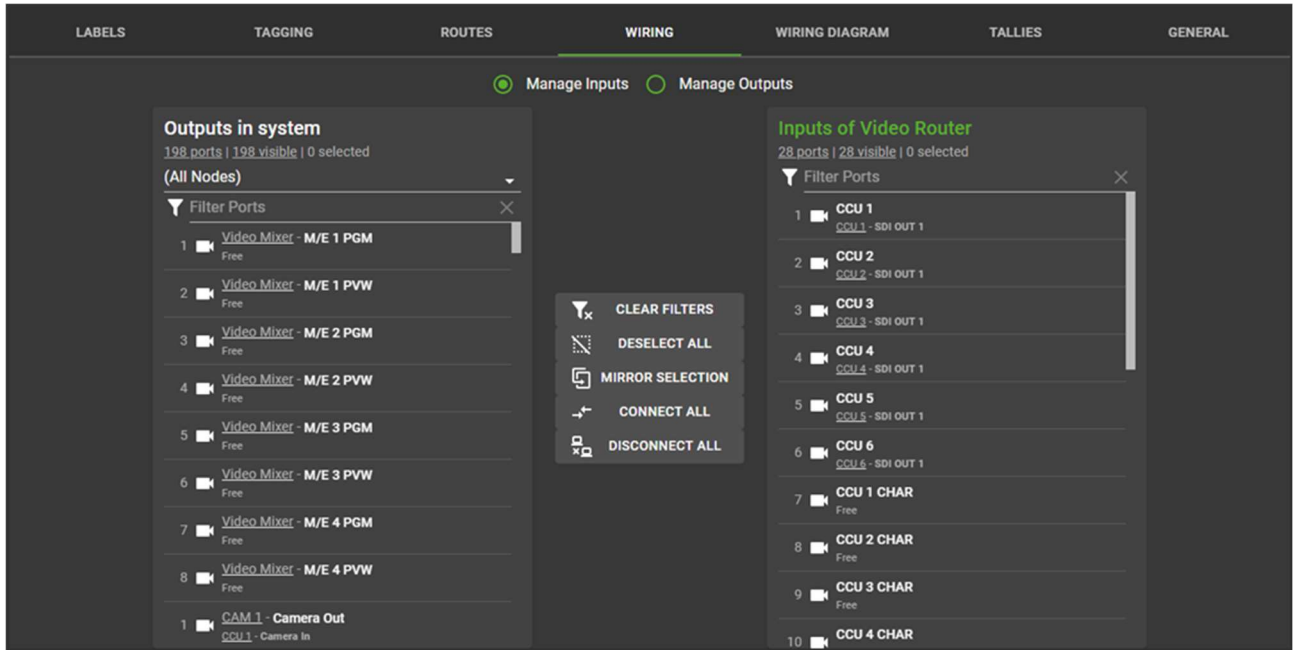 LABELS TAGGING ROUTES WIRING WIRING DIAGRAM TALLIES GENERAL
Manage Inputs Manage Outputs
Outputs in system
198 ports | 198 visible | 0 selected
(All Nodes)
Filter Ports
1 Video Mixer - M/E 1 PGM
Free
2 Video Mixer - M/E 1 PVW
Free
3 Video Mixer - M/E 2 PGM
Free
4 Video Mixer - M/E 2 PVW
Free
5 Video Mixer - M/E 3 PGM
Free
6 Video Mixer - M/E 3 PVW
Free
7 Video Mixer - M/E 4 PGM
Free
8 Video Mixer - M/E 4 PVW
Free
1 CAM 1 - Camera Out
CCU 1 - Camera In
CLEAR FILTERS
DESELECT ALL
MIRROR SELECTION
CONNECT ALL
DISCONNECT ALL
Inputs of Video Router
28 ports | 28 visible | 0 selected
Filter Ports
1 CCU 1
CCU 1 - SDI OUT 1
2 CCU 2
CCU 2 - SDI OUT 1
3 CCU 3
CCU 3 - SDI OUT 1
4 CCU 4
CCU 4 - SDI OUT 1
5 CCU 5
CCU 5 - SDI OUT 1
6 CCU 6
CCU 6 - SDI OUT 1
7 CCU 1 CHAR
Free
8 CCU 2 CHAR
Free
9 CCU 3 CHAR
Free
10 CCU 4 CHAR